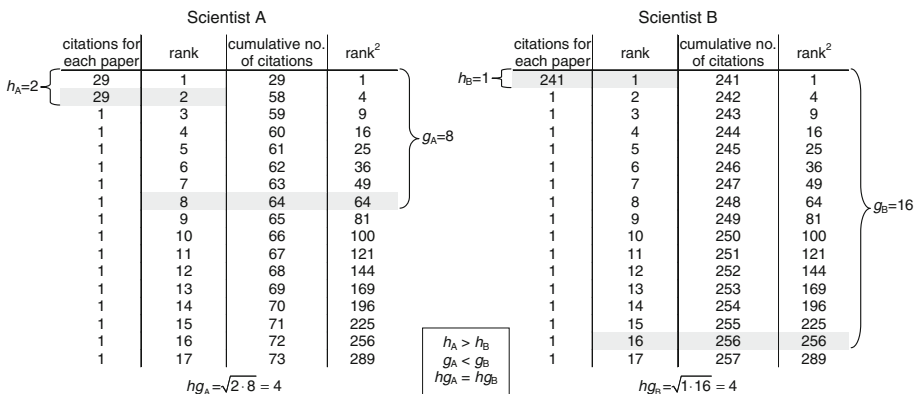 Scientist A
citations for each paper | rank | cumulative no. of citations | rank²
29 | 1 | 29 | 1
29 | 2 | 58 | 4
1 | 3 | 59 | 9
1 | 4 | 60 | 16
1 | 5 | 61 | 25
1 | 6 | 62 | 36
1 | 7 | 63 | 49
1 | 8 | 64 | 64
1 | 9 | 65 | 81
1 | 10 | 66 | 100
1 | 11 | 67 | 121
1 | 12 | 68 | 144
1 | 13 | 69 | 169
1 | 14 | 70 | 196
1 | 15 | 71 | 225
1 | 16 | 72 | 256
1 | 17 | 73 | 289
h_A=2
g_A=8
hg_A=√2·8 = 4
h_A > h_B
g_A < g_B
hg_A = hg_B
Scientist B
citations for each paper | rank | cumulative no. of citations | rank²
241 | 1 | 241 | 1
1 | 2 | 242 | 4
1 | 3 | 243 | 9
1 | 4 | 244 | 16
1 | 5 | 245 | 25
1 | 6 | 246 | 36
1 | 7 | 247 | 49
1 | 8 | 248 | 64
1 | 9 | 249 | 81
1 | 10 | 250 | 100
1 | 11 | 251 | 121
1 | 12 | 252 | 144
1 | 13 | 253 | 169
1 | 14 | 254 | 196
1 | 15 | 255 | 225
1 | 16 | 256 | 256
1 | 17 | 257 | 289
h_B=1
g_B=16
hg_B=√1·16 = 4